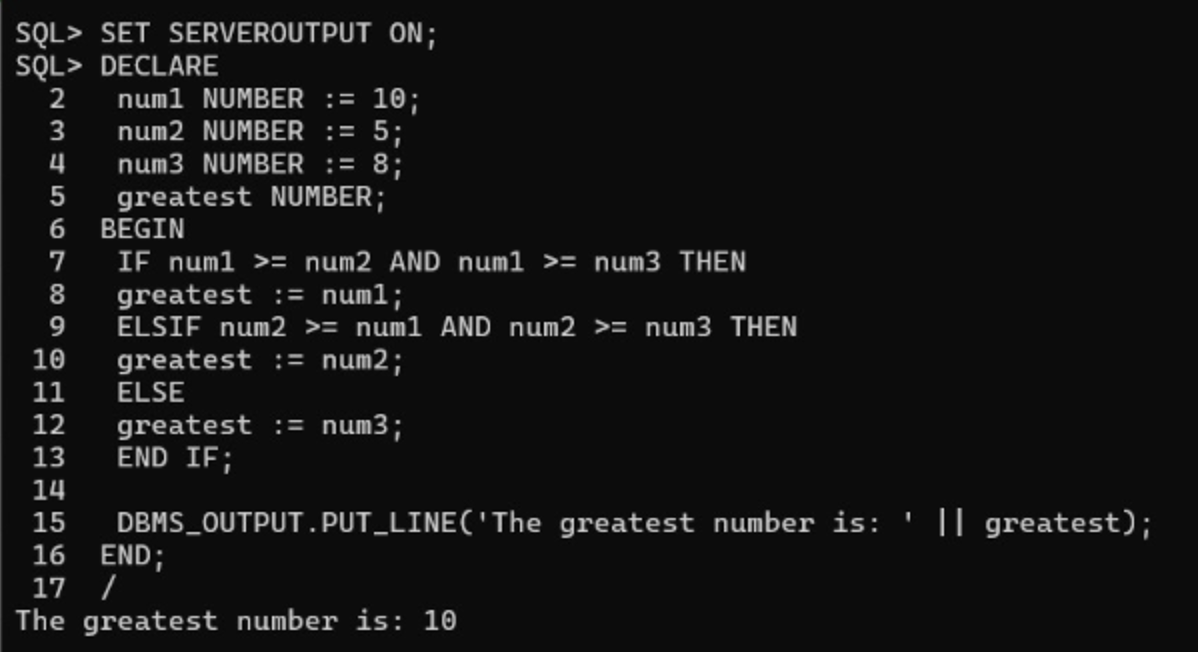 SQL> SET SERVEROUTPUT ON;
SQL> DECLARE
  2   num1 NUMBER := 10;
  3   num2 NUMBER := 5;
  4   num3 NUMBER := 8;
  5   greatest NUMBER;
  6  BEGIN
  7   IF num1 >= num2 AND num1 >= num3 THEN
  8   greatest := num1;
  9   ELSIF num2 >= num1 AND num2 >= num3 THEN
 10   greatest := num2;
 11   ELSE
 12   greatest := num3;
 13   END IF;
 14
 15   DBMS_OUTPUT.PUT_LINE('The greatest number is: ' || greatest);
 16  END;
 17  /
The greatest number is: 10